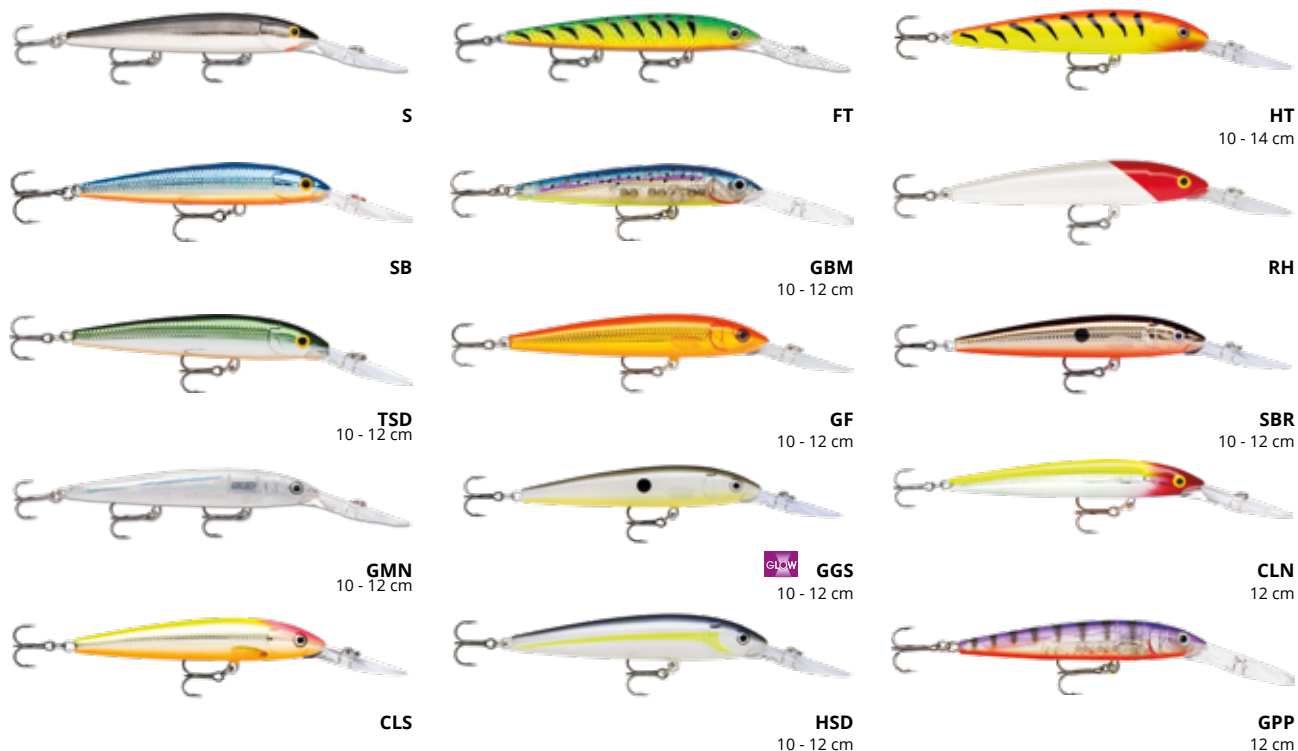 S
FT
HT
10 - 14 cm
SB
GBM
10 - 12 cm
RH
TSD
10 - 12 cm
GF
10 - 12 cm
SBR
10 - 12 cm
GMN
10 - 12 cm
GLOW
GGS
10 - 12 cm
CLN
12 cm
CLS
HSD
10 - 12 cm
GPP
12 cm